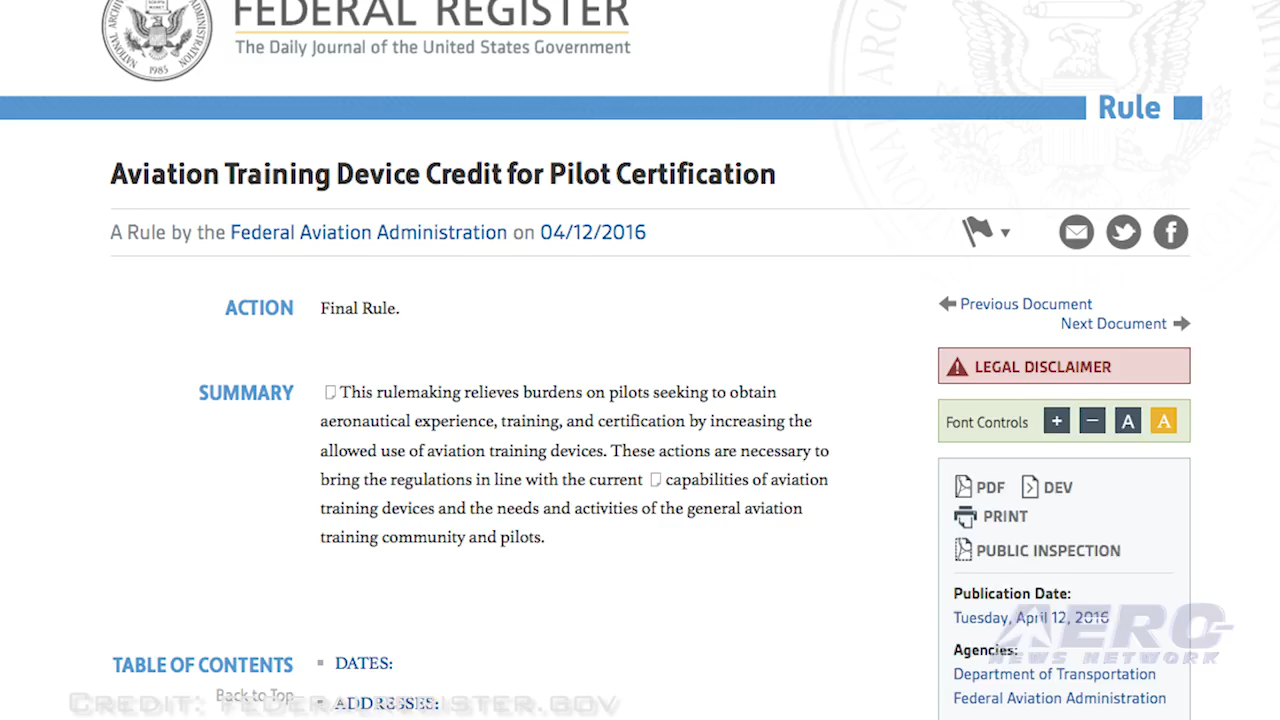 FEDERAL REGISTER
The Daily Journal of the United States Government
1985
Rule
Aviation Training Device Credit for Pilot Certification
A Rule by the Federal Aviation Administration on 04/12/2016
ACTION
Final Rule.
Previous Document
Next Document
LEGAL DISCLAIMER
SUMMARY
This rulemaking relieves burdens on pilots seeking to obtain
aeronautical experience, training, and certification by increasing the
allowed use of aviation training devices. These actions are necessary to
bring the regulations in line with the current capabilities of aviation
training devices and the needs and activities of the general aviation
training community and pilots.
Font Controls + − A A
PDF DEV
PRINT
PUBLIC INSPECTION
Publication Date:
Tuesday, April 12, 2016
Agencies:
Department of Transportation
Federal Aviation Administration
AERO
NEWS NETWORK
TABLE OF CONTENTS
DATES:
Back to Top
ADDRESSES:
Credit: federalregister.gov